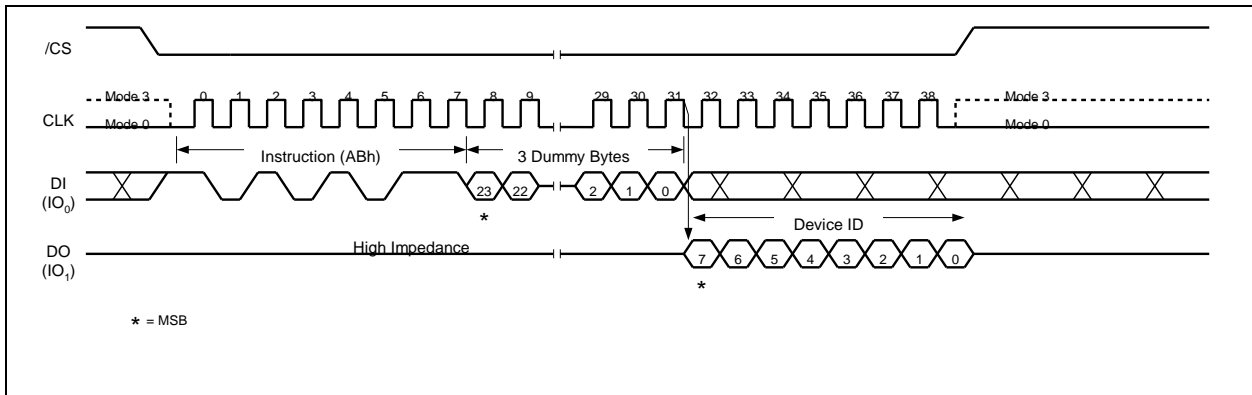 /CS
Mode 3 0 1 2 3 4 5 6 7 8 9 29 30 31 32 33 34 35 36 37 38 Mode 3
CLK
Mode 0 Mode 0
Instruction (ABh) 3 Dummy Bytes
DI
(IO0)
23 22 2 1 0
*
Device ID
High Impedance
DO
(IO1)
7 6 5 4 3 2 1 0
*
* = MSB